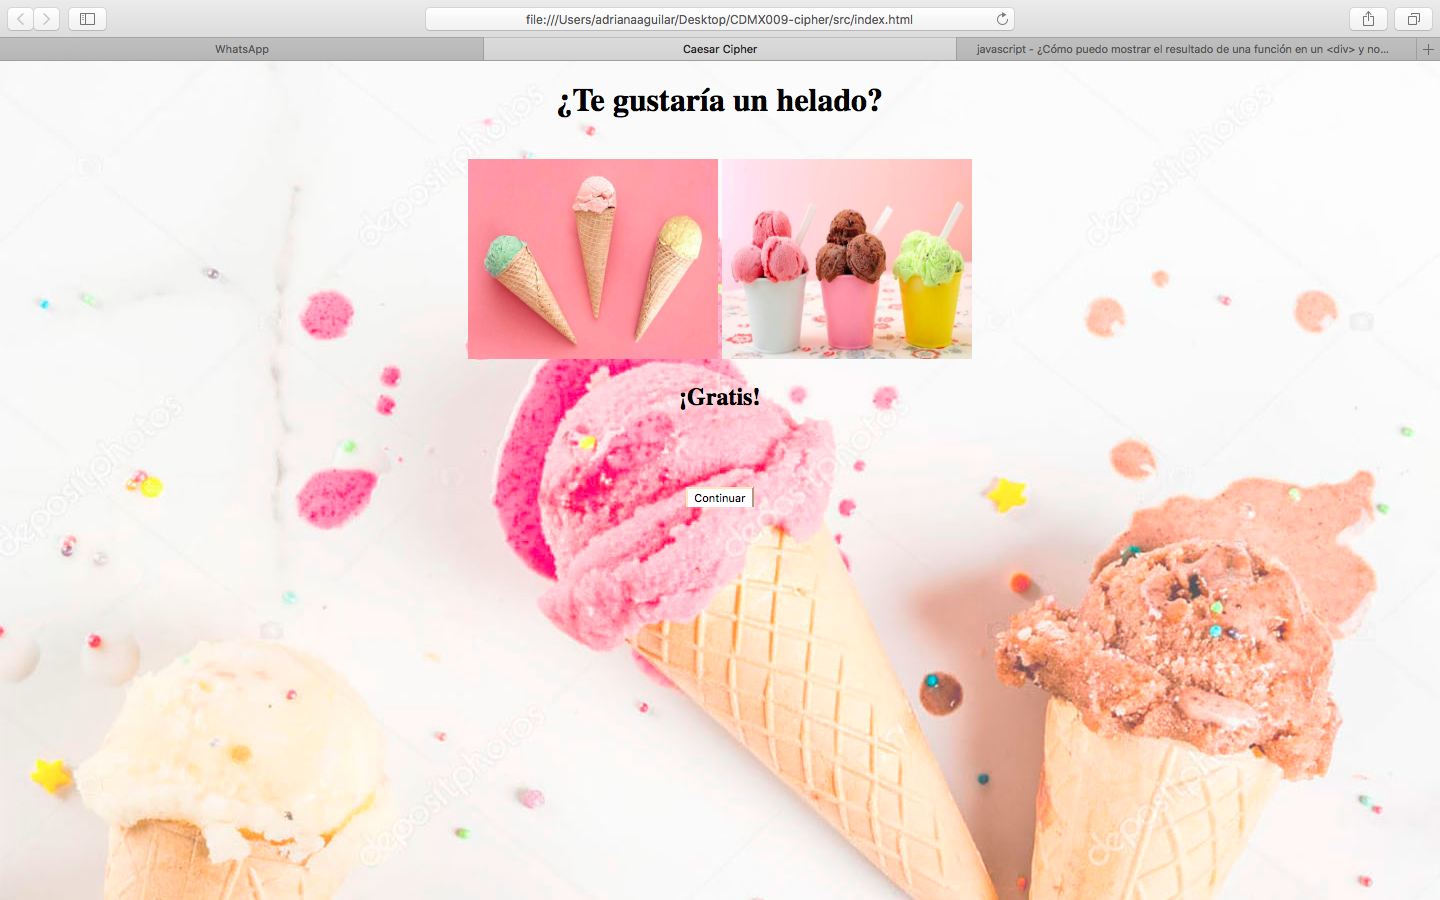 file:///Users/adrianaaguilar/Desktop/CDMX009-cipher/src/index.html
WhatsApp
Caesar Cipher
javascript - ¿Cómo puedo mostrar el resultado de una función en un <div> y no...
¿Te gustaría un helado?
¡Gratis!
Continuar
depositphotos
depositphotos
depositphotos
depositphotos
depositphotos
depositphotos